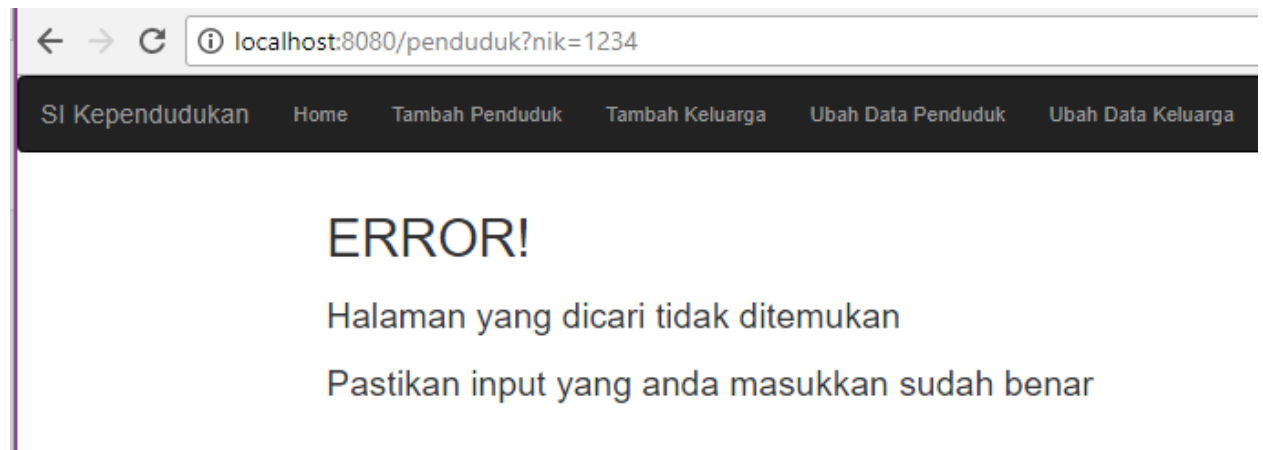 localhost:8080/penduduk?nik=1234
SI Kependudukan Home Tambah Penduduk Tambah Keluarga Ubah Data Penduduk Ubah Data Keluarga
ERROR!
Halaman yang dicari tidak ditemukan
Pastikan input yang anda masukkan sudah benar